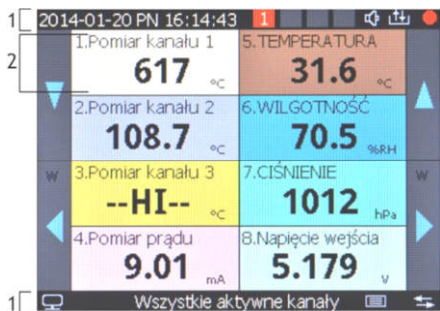 1
2014-01-20 PN 16:14:43 1
2
1.Pomiar kanału 1
617 °C
5.TEMPERATURA
31.6 °C
2.Pomiar kanału 2
108.7 °C
6.WILGOTNOŚĆ
70.5 %RH
W
3.Pomiar kanału 3
--HI-- °C
7.CIŚNIENIE
1012 hPa
W
4.Pomiar prądu
9.01 mA
8.Napięcie wejścia
5.179 V
1
Wszystkie aktywne kanały